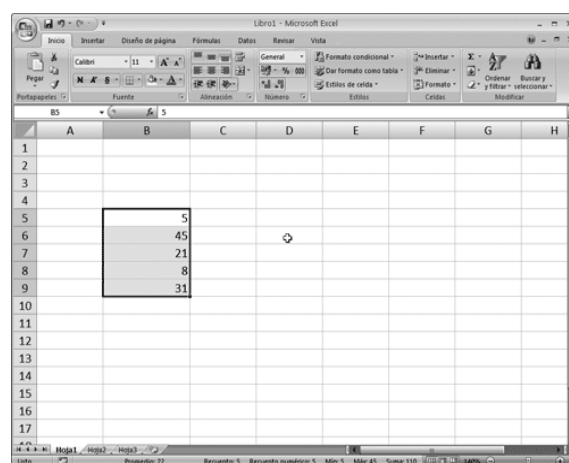 Libro1 - Microsoft Excel
Inicio Insertar Diseño de página Fórmulas Datos Revisar Vista
Pegar
Calibri 11 A A
N K S A
General
% 000
Formato condicional
Dar formato como tabla
Estilos de celda
Insertar
Eliminar
Formato
Σ
Ordenar y filtrar
Buscar y seleccionar
Portapapeles Fuente Alineación Número Estilos Celdas Modificar
B5 fx 5
A B C D E F G H
1
2
3
4
5 5
6 45
7 21
8 8
9 31
10
11
12
13
14
15
16
17
Hoja1 Hoja2 Hoja3
Listo Promedio: 22 Recuento: 5 Recuento numérico: 5 Mín: 5 Máx: 45 Suma: 110 140%